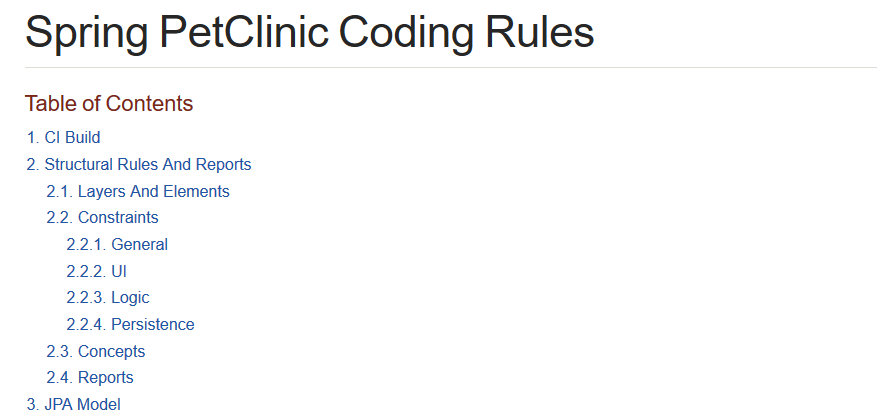 Spring PetClinic Coding Rules
Table of Contents
1. CI Build
2. Structural Rules And Reports
2.1. Layers And Elements
2.2. Constraints
2.2.1. General
2.2.2. UI
2.2.3. Logic
2.2.4. Persistence
2.3. Concepts
2.4. Reports
3. JPA Model